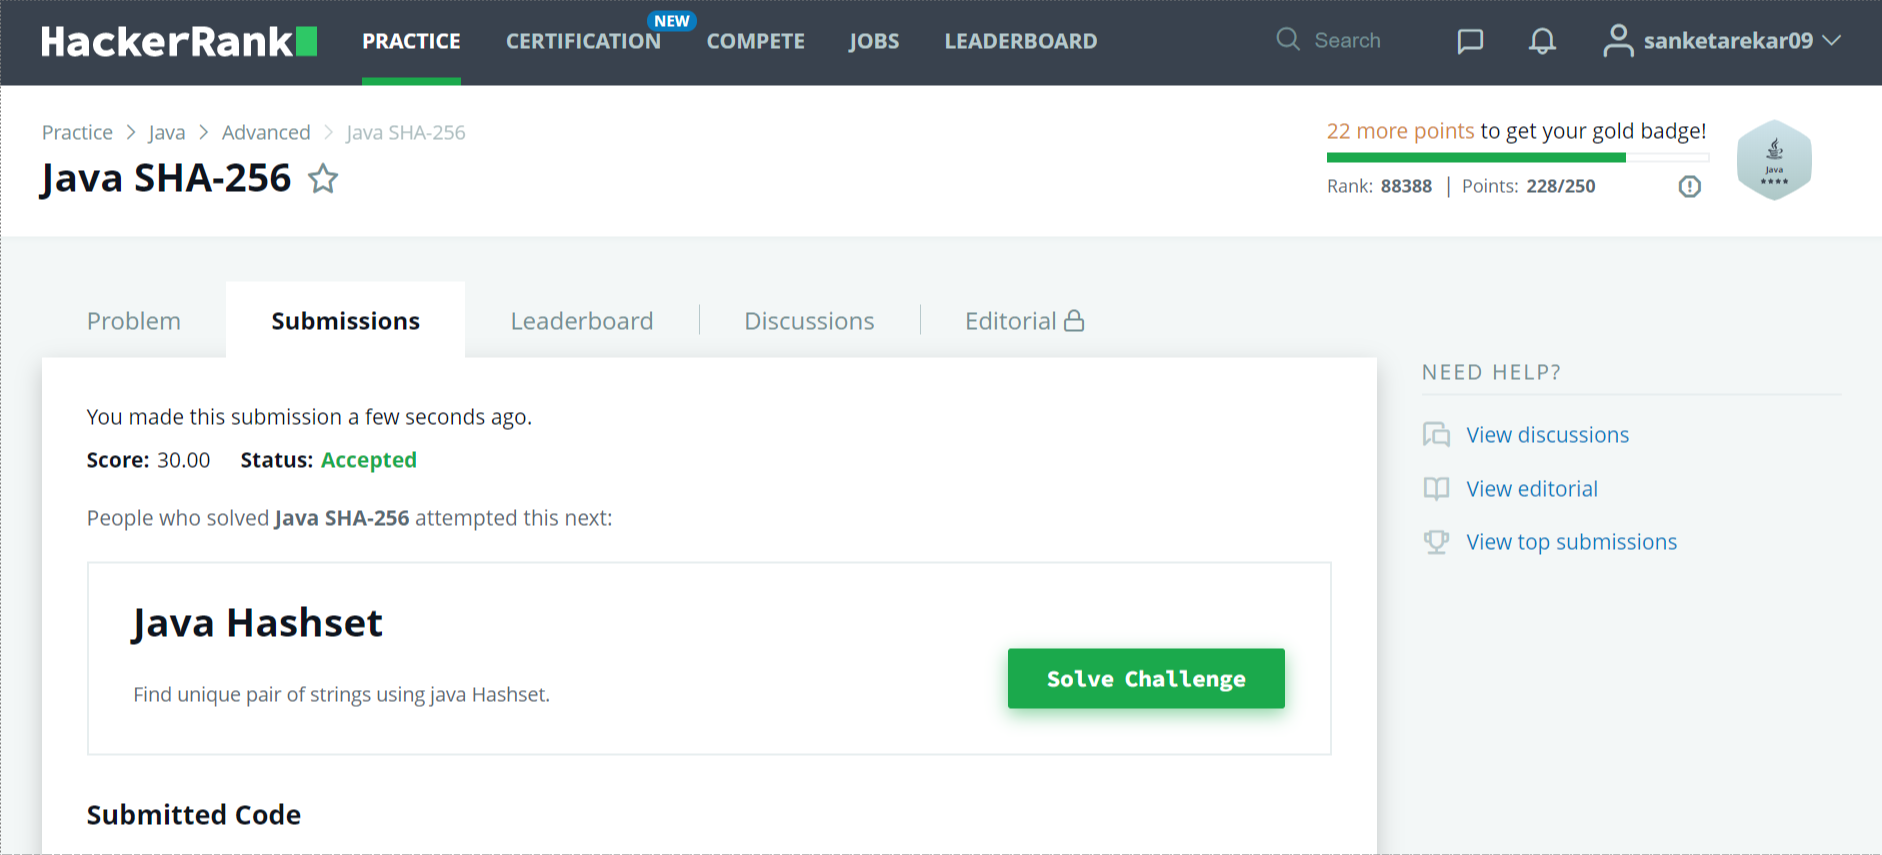 HackerRank PRACTICE CERTIFICATION NEW COMPETE JOBS LEADERBOARD Search sanketarekar09
Practice > Java > Advanced > Java SHA-256
Java SHA-256
22 more points to get your gold badge!
Rank: 88388 | Points: 228/250
Java
Problem Submissions Leaderboard Discussions Editorial
You made this submission a few seconds ago.
Score: 30.00 Status: Accepted
People who solved Java SHA-256 attempted this next:
Java Hashset
Find unique pair of strings using java Hashset.
Solve Challenge
Submitted Code
NEED HELP?
View discussions
View editorial
View top submissions